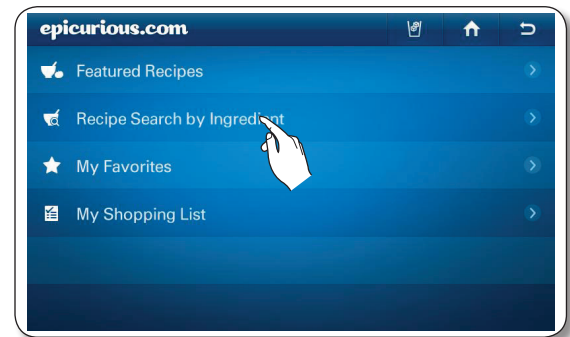 epicurious.com
Featured Recipes
Recipe Search by Ingredient
My Favorites
My Shopping List